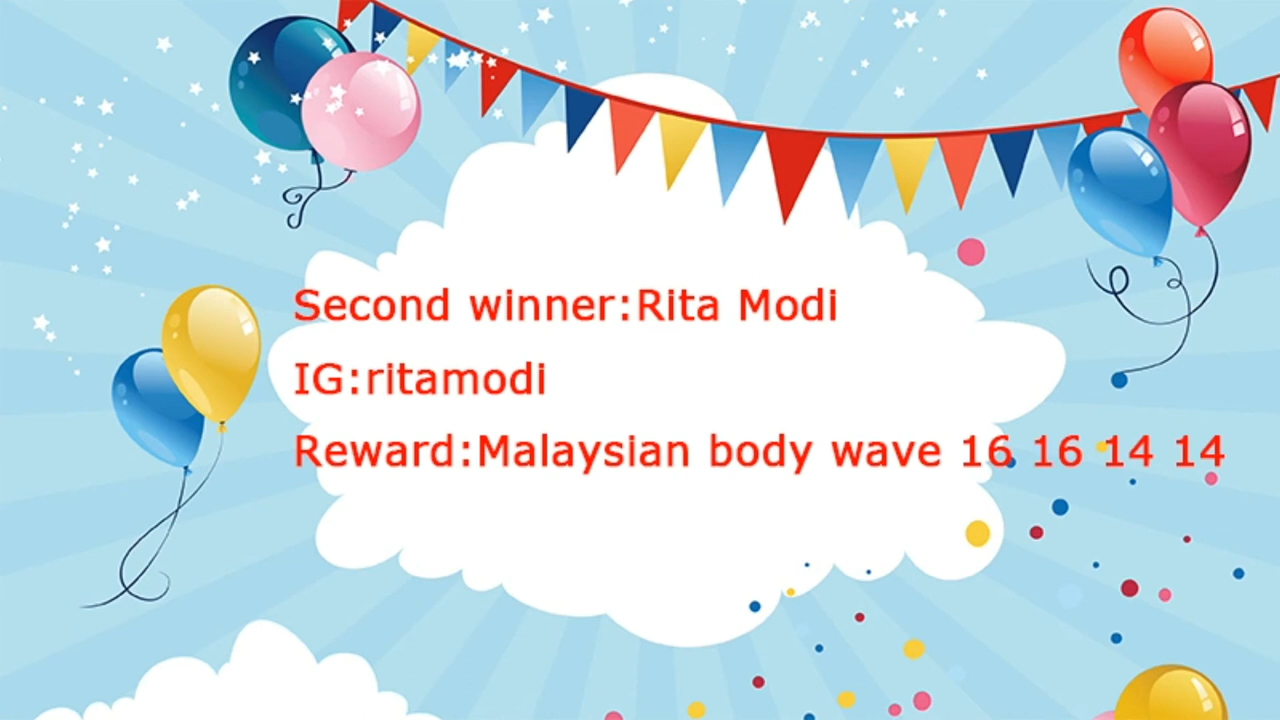 Second winner:Rita Modi
IG:ritamodi
Reward:Malaysian body wave 16 16 14 14